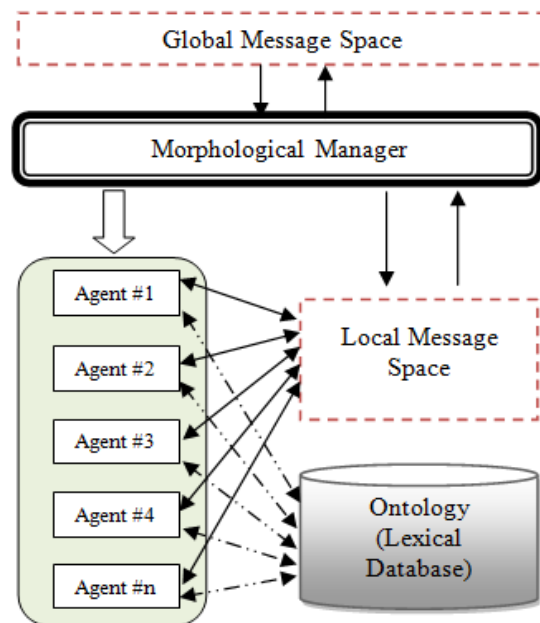 Global Message Space
Morphological Manager
Agent #1
Agent #2
Agent #3
Agent #4
Agent #n
Local Message
Space
Ontology
(Lexical
Database)